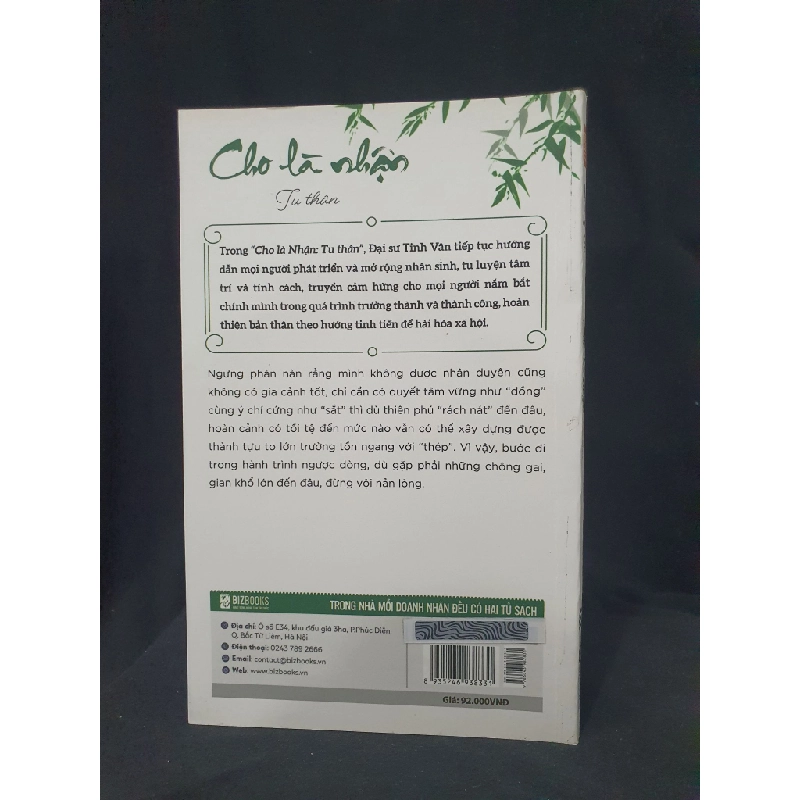 Cho là nhận
Tu thân
Trong "Cho là Nhận: Tu thân", Đại sư Tinh Vân tiếp tục hướng
dẫn mọi người phát triển và mở rộng nhân sinh, tu luyện tâm
trí và tính cách, truyền cảm hứng cho mọi người nắm bắt
chính mình trong quá trình trưởng thành và thành công, hoàn
thiện bản thân theo hướng tinh tiến để hài hòa xã hội.
Ngưng phàn nàn rằng mình không được nhân duyên cũng
không có gia cảnh tốt, chỉ cần có quyết tâm vững như "đồng"
cùng ý chí cứng như "sắt" thì dù thiên phú "rách nát" đến đâu,
hoàn cảnh có tồi tệ đến mức nào vẫn có thể xây dựng được
thành tựu to lớn trường tồn ngang với "thép". Vì vậy, bước đi
trong hành trình ngược dòng, dù gặp phải những chông gai,
gian khổ lớn đến đâu, đừng vội nản lòng.
BIZBOOKS
TRONG NHÀ MỖI DOANH NHÂN ĐỀU CÓ HAI TỦ SÁCH
Địa chỉ: Ô số E34, khu đấu giá 3ha, P.Phúc Diễn
Q. Bắc Từ Liêm, Hà Nội
Điện thoại: 0243 789 2666
Email: contact@bizbooks.vn
Web: www.bizbooks.vn
8 935246 938331
Giá: 92.000VNĐ